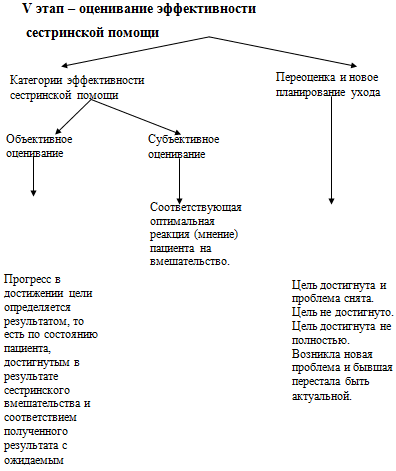 V этап – оценивание эффективности
сестринской помощи
Категории эффективности
сестринской помощи
Переоценка и новое
планирование ухода
Объективное
оценивание
Субъективное
оценивание
Соответствующая
оптимальная
реакция (мнение)
пациента на
вмешательство.
Прогресс в
достижении цели
определяется
результатом, то
есть по состоянию
пациента,
достигнутым в
результате
сестринского
вмешательства и
соответствием
полученного
результата с
ожидаемым
Цель достигнута и
проблема снята.
Цель не достигнуто.
Цель достигнута не
полностью.
Возникла новая
проблема и бывшая
перестала быть
актуальной.